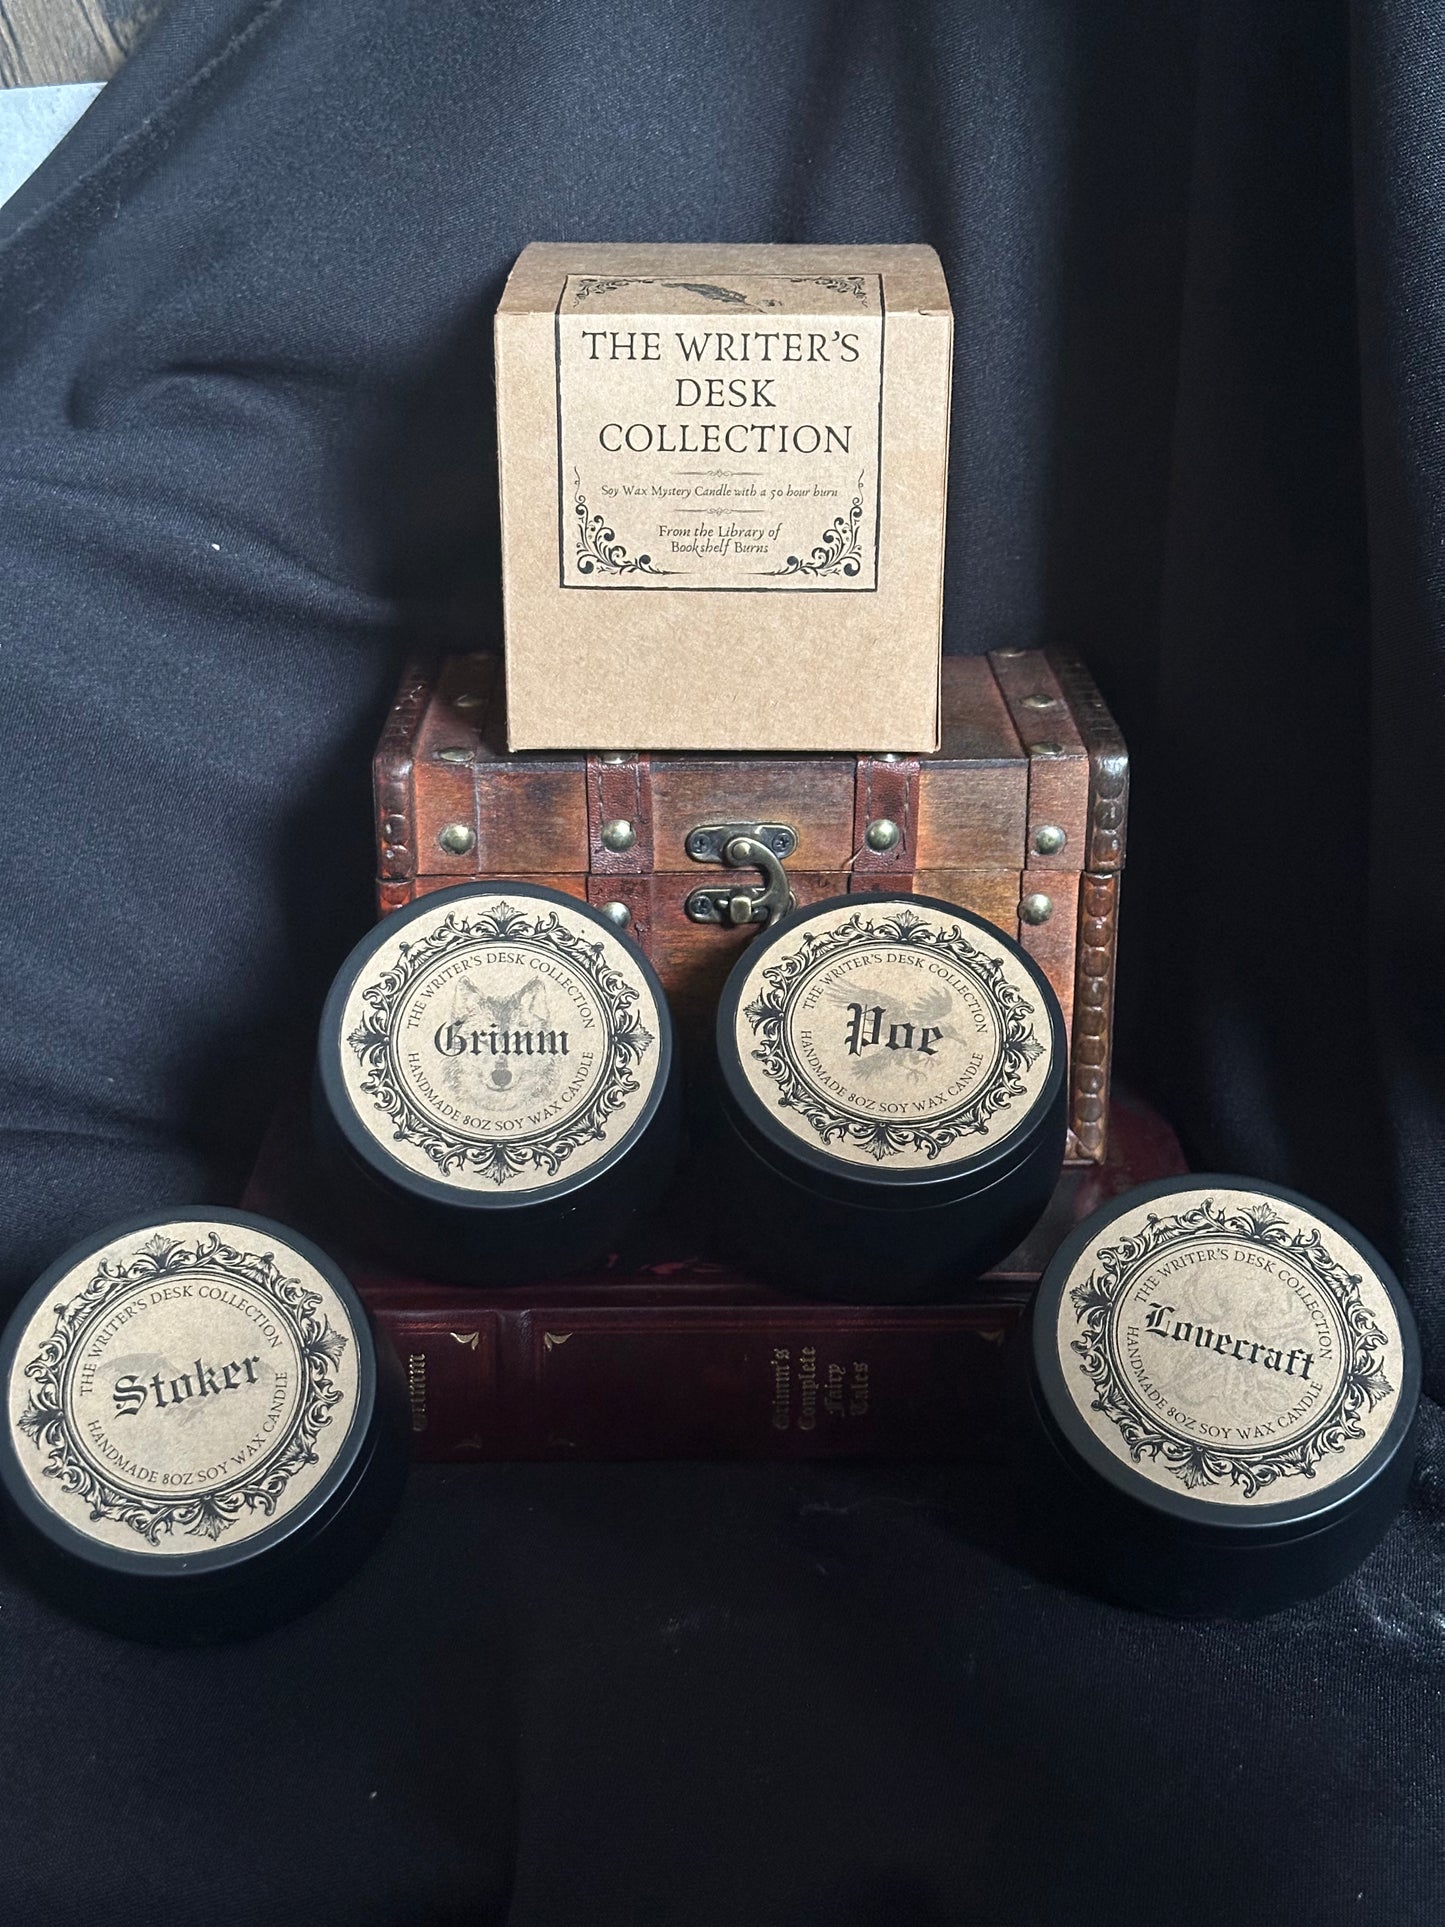 THE WRITER'S
DESK
COLLECTION
Soy Wax Mystery Candle with a 50 hour burn
From the Library of
Bookshelf Burns
THE WRITER'S DESK COLLECTION
Grimm
HANDMADE 8OZ SOY WAX CANDLE
THE WRITER'S DESK COLLECTION
Poe
HANDMADE 8OZ SOY WAX CANDLE
THE WRITER'S DESK COLLECTION
Stoker
HANDMADE 8OZ SOY WAX CANDLE
THE WRITER'S DESK COLLECTION
Lovecraft
HANDMADE 8OZ SOY WAX CANDLE
Grimm
Grimm's
Complete
Fairy
Tales